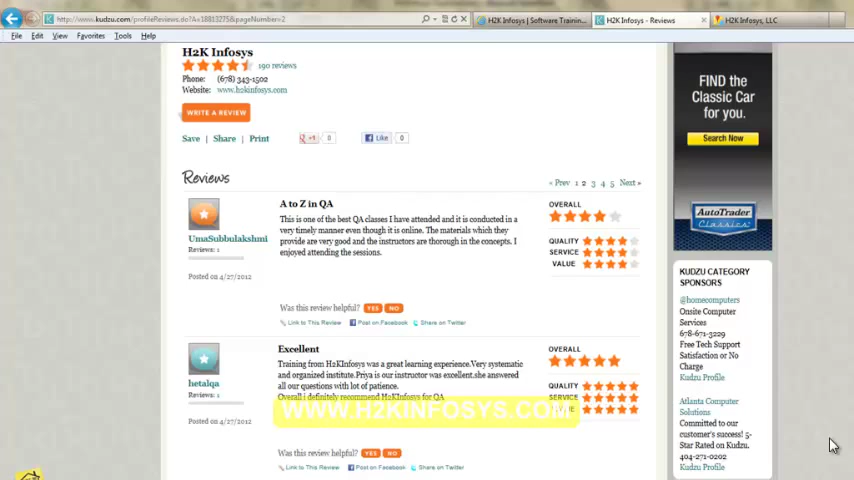 http://www.kudzu.com/profileReviews.do?A=18813275&pageNumber=2
H2K Infosys | Software Trainin...
H2K Infosys - Reviews
H2K Infosys, LLC
File Edit View Favorites Tools Help
H2K Infosys
190 reviews
Phone: (678) 343-1502
Website: www.h2kinfosys.com
WRITE A REVIEW
Save | Share | Print
+1 0
Like 0
Reviews
« Prev 1 2 3 4 5 Next »
A to Z in QA
This is one of the best QA classes I have attended and it is conducted in a
very timely manner even though it is online. The materials which they
provide are very good and the instructors are thorough in the concepts. I
enjoyed attending the sessions.
UmaSubbulakshmi
Reviews: 1
Posted on 4/27/2012
OVERALL
QUALITY
SERVICE
VALUE
Was this review helpful? YES NO
Link to This Review Post on Facebook Share on Twitter
Excellent
Training from H2KInfosys was a great learning experience.Very systematic
and organized institute.Priya is our instructor was excellent.she answered
all our questions with lot of patience.
Overall i definitely recommend H2KInfosys for QA
hetalqa
Reviews: 1
Posted on 4/27/2012
OVERALL
QUALITY
SERVICE
WWW.H2KINFOSYS.COM
Was this review helpful? YES NO
Link to This Review Post on Facebook Share on Twitter
FIND the
Classic Car
for you.
Search Now
AutoTrader
Classics
KUDZU CATEGORY
SPONSORS
@homecomputers
Onsite Computer
Services
678-671-3229
Free Tech Support
Satisfaction or No
Charge
Kudzu Profile
Atlanta Computer
Solutions
Committed to our
customer's success! 5-
Star Rated on Kudzu.
404-271-0202
Kudzu Profile